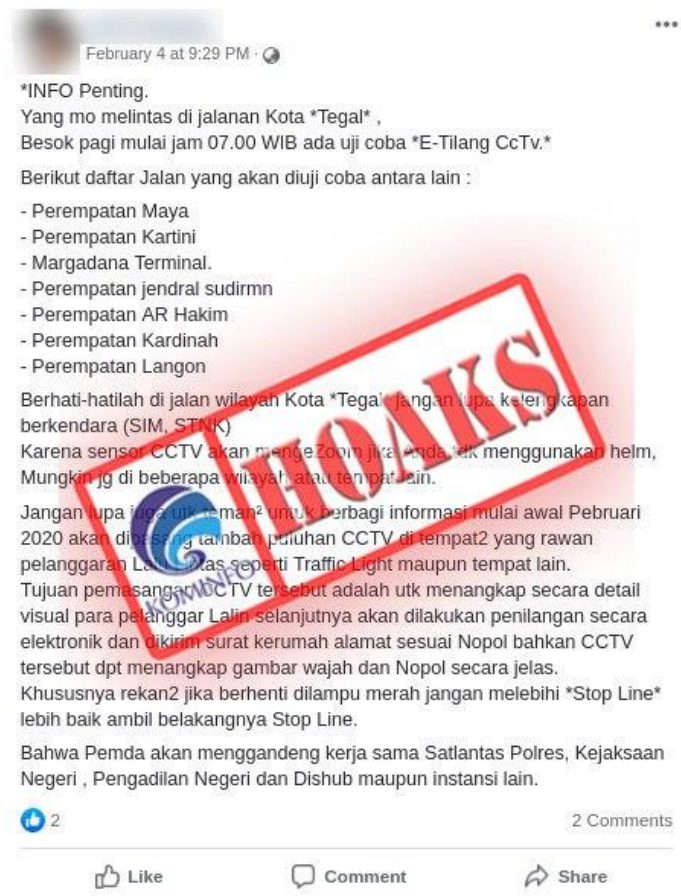 February 4 at 9:29 PM ·
*INFO Penting.
Yang mo melintas di jalanan Kota *Tegal* ,
Besok pagi mulai jam 07.00 WIB ada uji coba *E-Tilang CcTv.*
Berikut daftar Jalan yang akan diuji coba antara lain :
- Perempatan Maya
- Perempatan Kartini
- Margadana Terminal.
- Perempatan jendral sudirmn
- Perempatan AR Hakim
- Perempatan Kardinah
- Perempatan Langon
Berhati-hatilah di jalan wilayah Kota *Tegal* jangan lupa kelengkapan
berkendara (SIM, STNK)
Karena sensor CCTV akan mengeZoom jika Anda tdk menggunakan helm,
Mungkin jg di beberapa wilayah atau tempat lain.
Jangan lupa juga utk teman² untuk berbagi informasi mulai awal Pebruari
2020 akan dipasang tambah puluhan CCTV di tempat2 yang rawan
pelanggaran Lalu lintas seperti Traffic Light maupun tempat lain.
Tujuan pemasangan CCTV tersebut adalah utk menangkap secara detail
visual para pelanggar Lalin selanjutnya akan dilakukan penilangan secara
elektronik dan dikirim surat kerumah alamat sesuai Nopol bahkan CCTV
tersebut dpt menangkap gambar wajah dan Nopol secara jelas.
Khususnya rekan2 jika berhenti dilampu merah jangan melebihi *Stop Line*
lebih baik ambil belakangnya Stop Line.
Bahwa Pemda akan menggandeng kerja sama Satlantas Polres, Kejaksaan
Negeri , Pengadilan Negeri dan Dishub maupun instansi lain.
KOMINFO
HOAKS
2
2 Comments
Like
Comment
Share